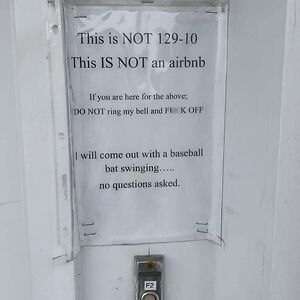 This is NOT 129-10
This IS NOT an airbnb
If you are here for the above;
DO NOT ring my bell and F K OFF
I will come out with a baseball
bat swinging.....
no questions asked.
F2